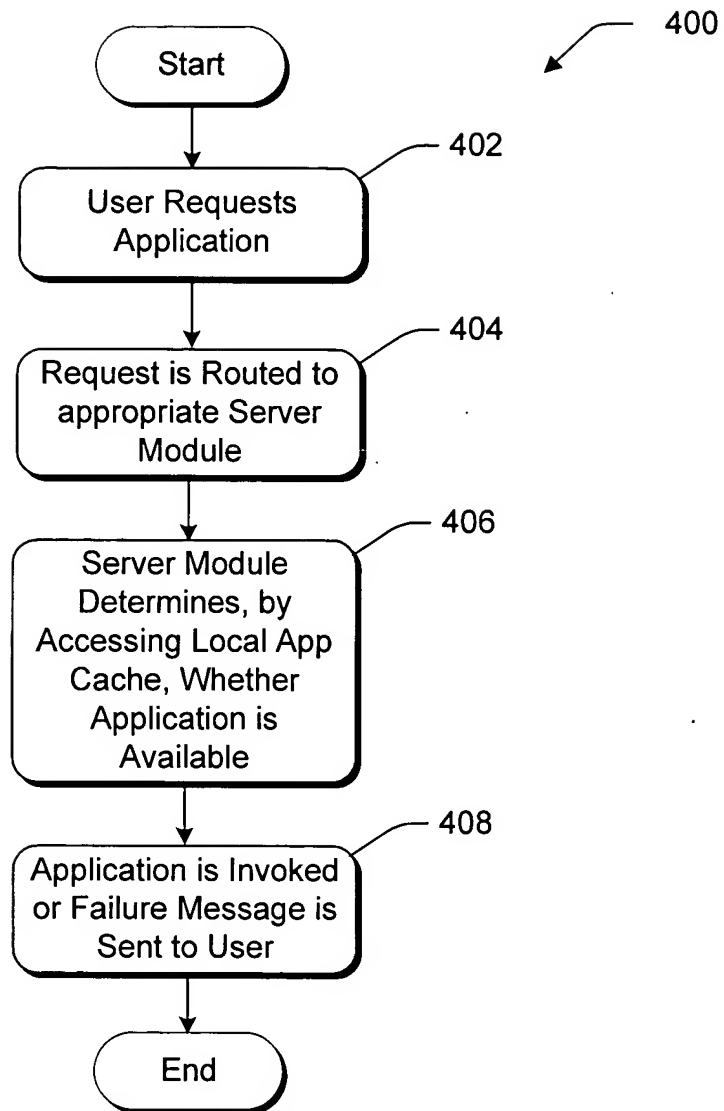 400
Start
402
User Requests
Application
404
Request is Routed to
appropriate Server
Module
406
Server Module
Determines, by
Accessing Local App
Cache, Whether
Application is
Available
408
Application is Invoked
or Failure Message is
Sent to User
End